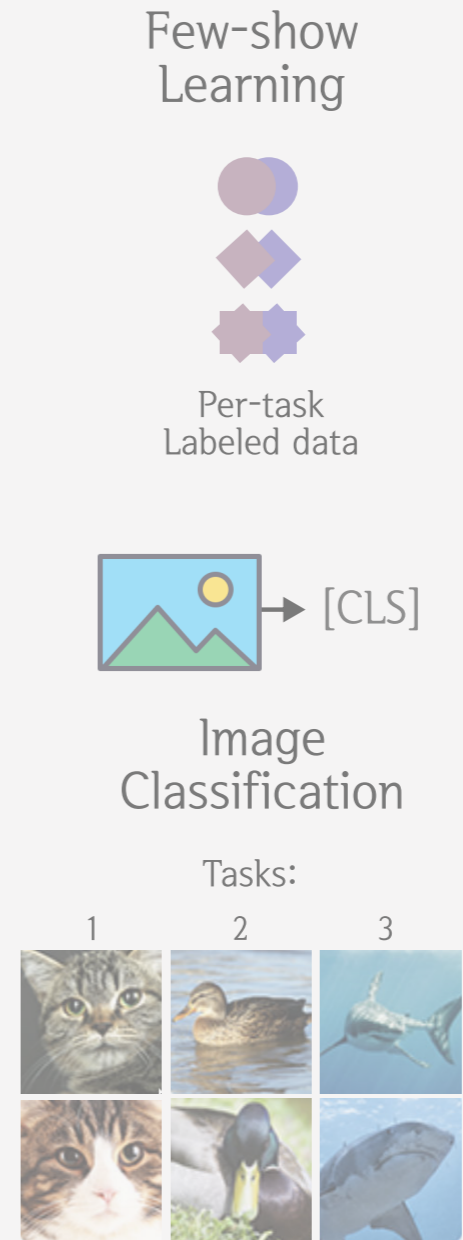 Few-show
Learning
Per-task
Labeled data
[CLS]
Image
Classification
Tasks:
1 2 3